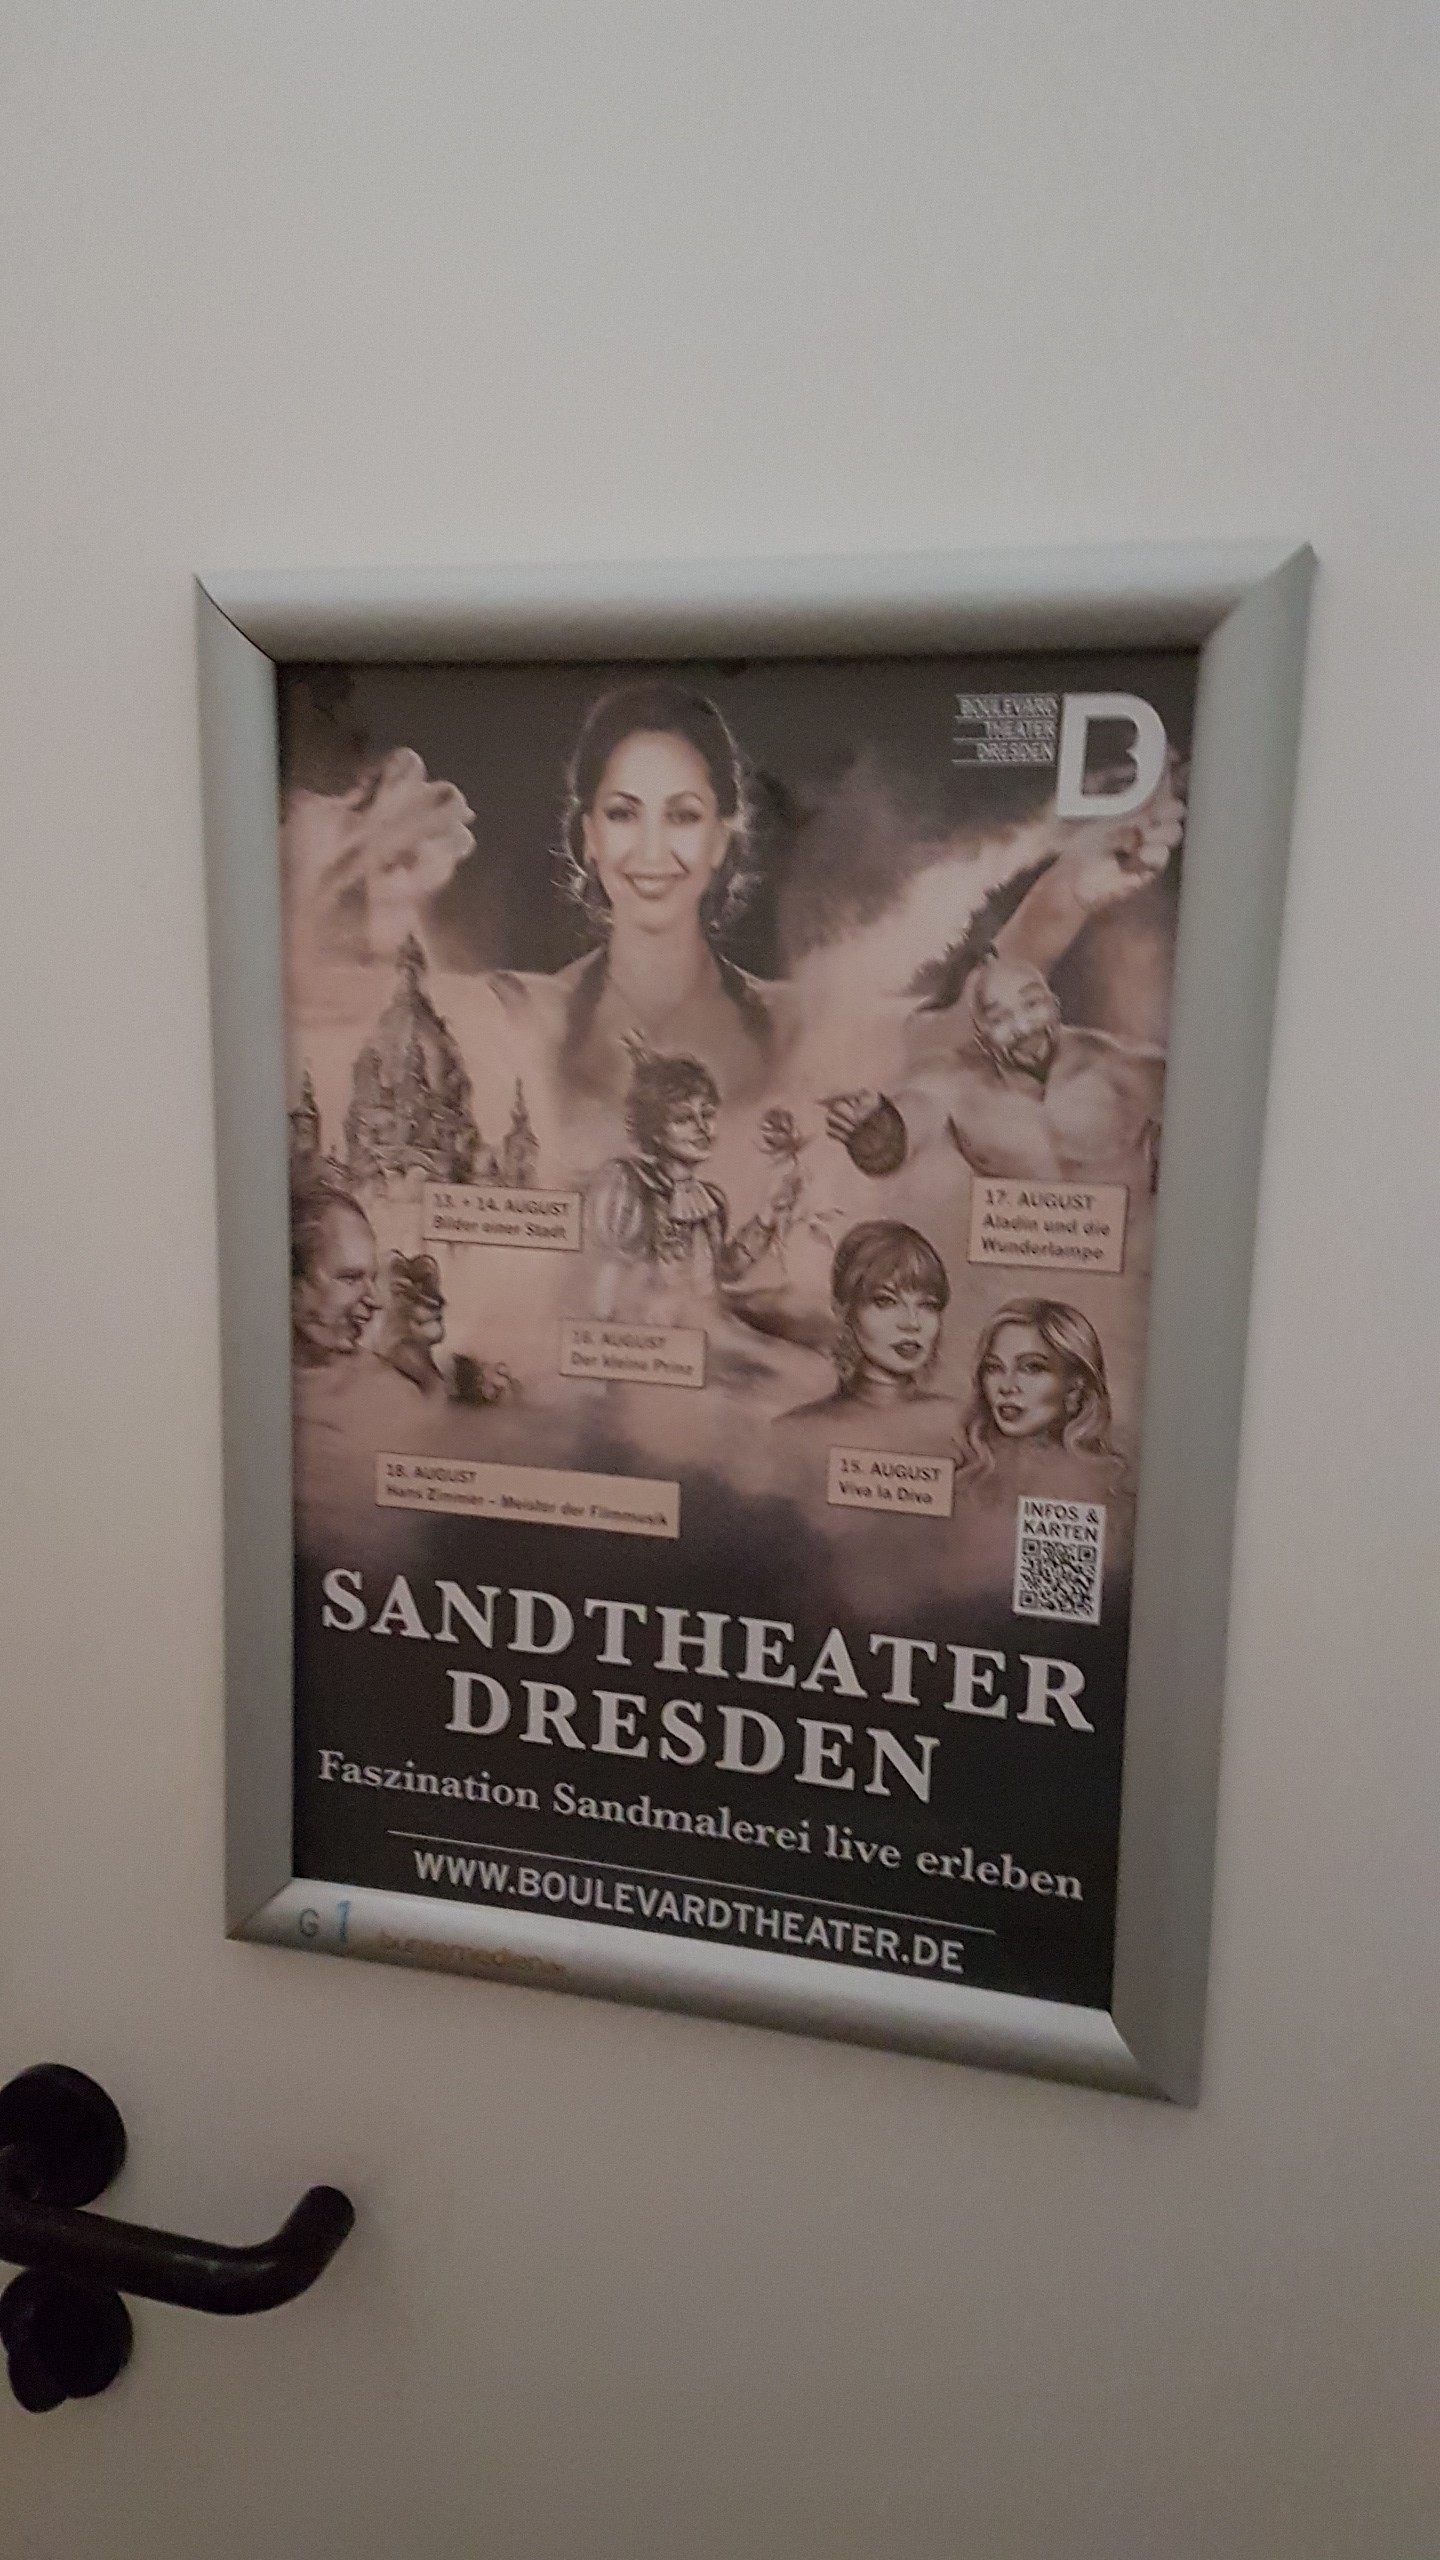 BOULEVARD
THEATER
DRESDEN
B
13. + 14. AUGUST
Bilder einer Stadt
17. AUGUST
Aladin und die
Wunderlampe
16. AUGUST
Der kleine Prinz
18. AUGUST
Hans Zimmer – Meister der Filmmusik
15. AUGUST
Viva la Diva
INFOS &
KARTEN
SANDTHEATER
DRESDEN
Faszination Sandmalerei live erleben
WWW.BOULEVARDTHEATER.DE
G 1